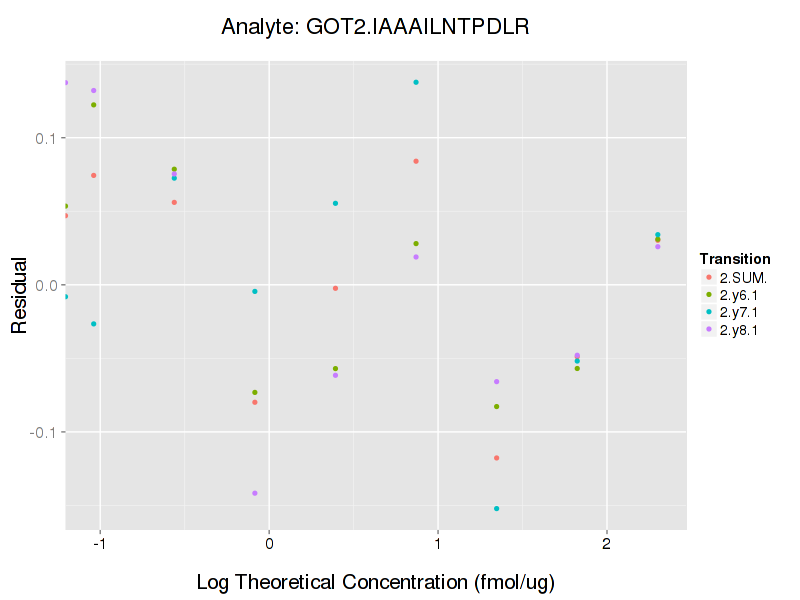 Analyte: GOT2.IAAAILNTPDLR
0.1
0.0
-0.1
Residual
-1
0
1
2
Log Theoretical Concentration (fmol/ug)
Transition
2.SUM.
2.y6.1
2.y7.1
2.y8.1